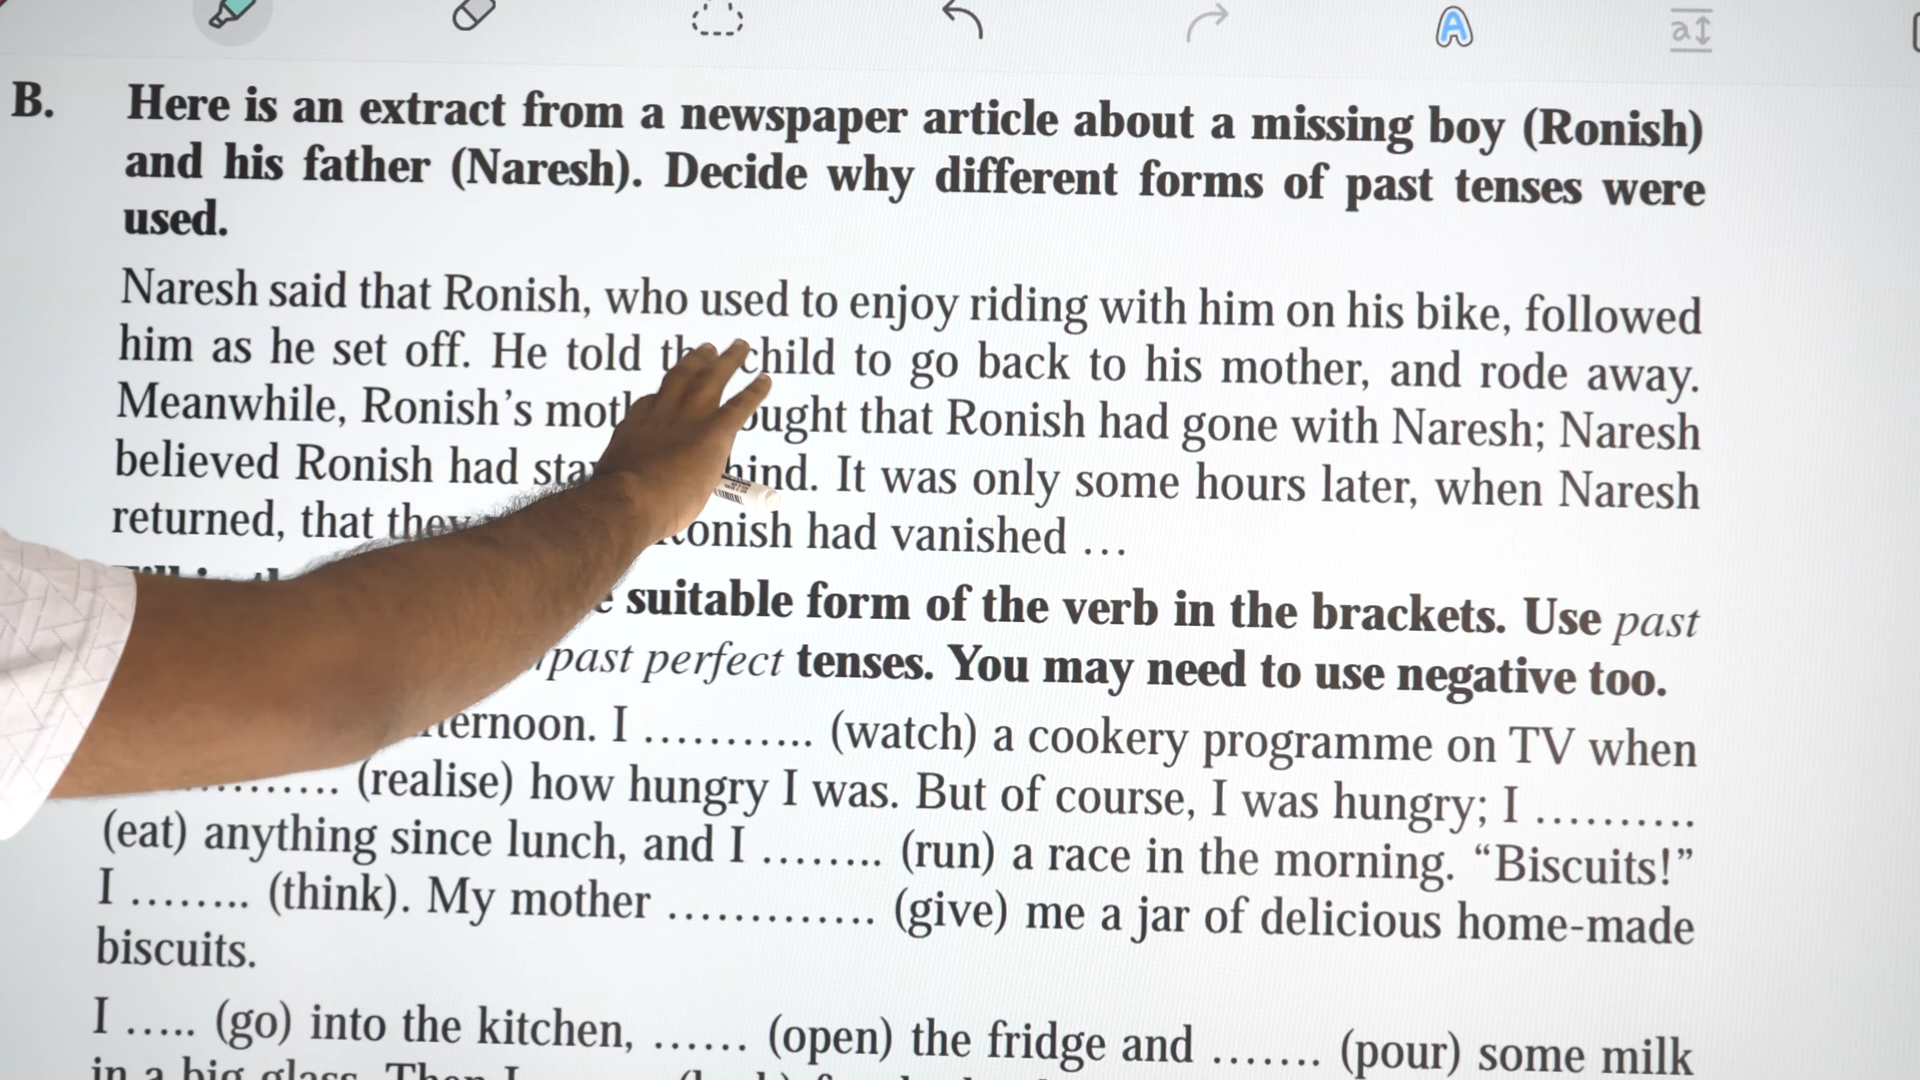 A
a
B. Here is an extract from a newspaper article about a missing boy (Ronish)
and his father (Naresh). Decide why different forms of past tenses were
used.
Naresh said that Ronish, who used to enjoy riding with him on his bike, followed
him as he set off. He told child to go back to his mother, and rode away.
Meanwhile, Ronish's that Ronish had gone with Naresh; Naresh
believed Ronish had It was only some hours later, when Naresh
returned, that they had vanished ...
suitable form of the verb in the brackets. Use past
past perfect tenses. You may need to use negative too.
I ........... (watch) a cookery programme on TV when
.......... (realise) how hungry I was. But of course, I was hungry; I ..........
(eat) anything since lunch, and I ........ (run) a race in the morning. “Biscuits!”
I ........ (think). My mother ............. (give) me a jar of delicious home-made
biscuits.
I ..... (go) into the kitchen, ...... (open) the fridge and ....... (pour) some milk
in a big glass. Then I